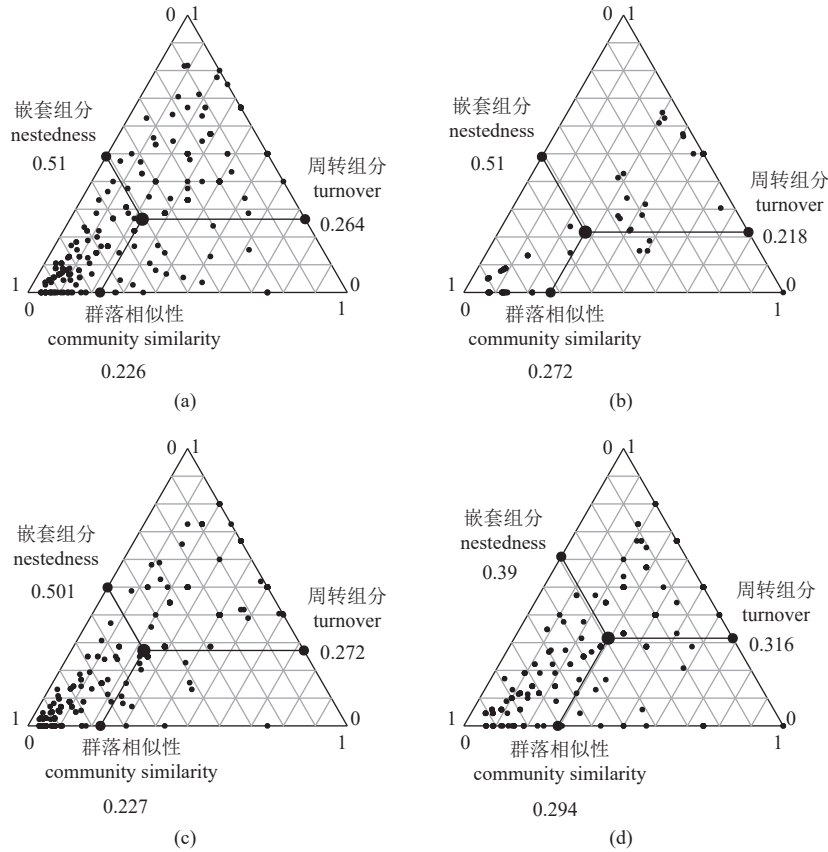 0 1
嵌套组分
nestedness
0.51
周转组分
turnover
0.264
1
0
0
1
群落相似性
community similarity
0.226
(a)
0 1
嵌套组分
nestedness
0.51
周转组分
turnover
0.218
1
0
0
1
群落相似性
community similarity
0.272
(b)
0 1
嵌套组分
nestedness
0.501
周转组分
turnover
0.272
1
0
0
1
群落相似性
community similarity
0.227
(c)
0 1
嵌套组分
nestedness
0.39
周转组分
turnover
0.316
1
0
0
1
群落相似性
community similarity
0.294
(d)